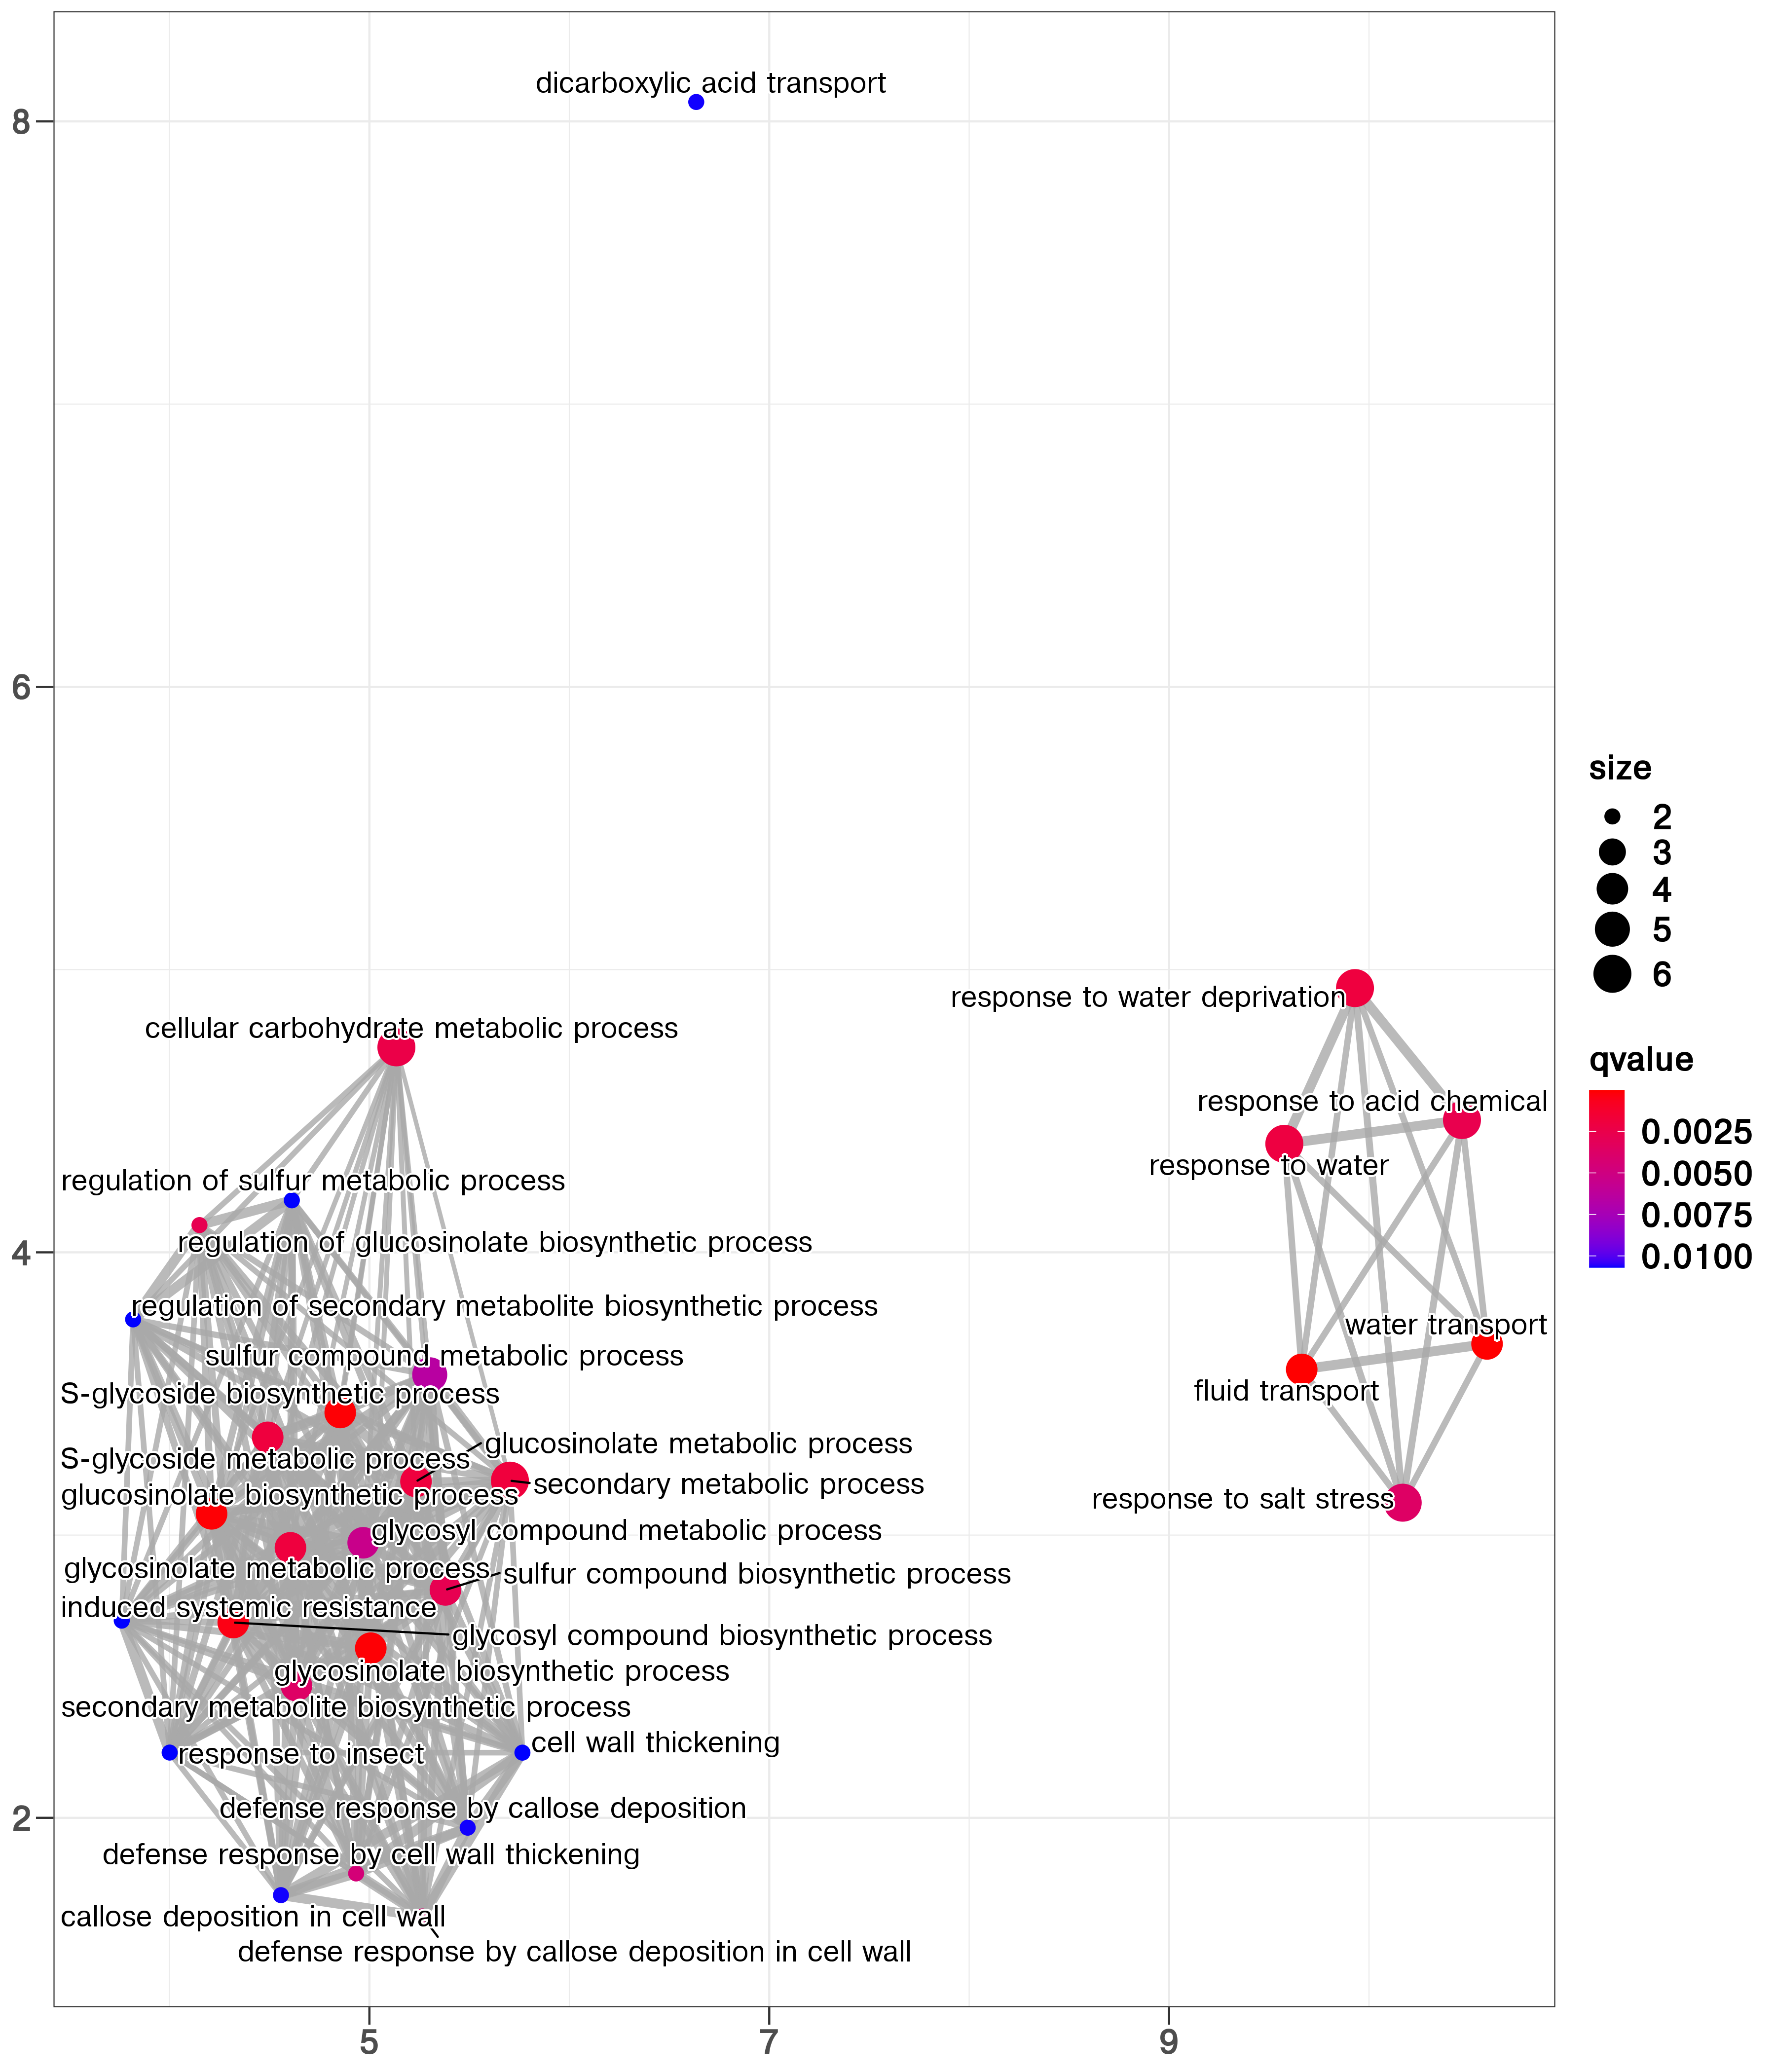 dicarboxylic acid transport
8
6
size
2
3
4
5
6
response to water deprivation
cellular carbohydrate metabolic process
qvalue
response to acid chemical
0.0025
response to water
0.0050
regulation of sulfur metabolic process
0.0075
regulation of glucosinolate biosynthetic process
4
0.0100
regulation of secondary metabolite biosynthetic process
water transport
sulfur compound metabolic process
fluid transport
S-glycoside biosynthetic process
glucosinolate metabolic process
S-glycoside metabolic process
secondary metabolic process
glucosinolate biosynthetic process
response to salt stress
glycosyl compound metabolic process
glycosinolate metabolic process
sulfur compound biosynthetic process
induced systemic resistance
glycosyl compound biosynthetic process
glycosinolate biosynthetic process
secondary metabolite biosynthetic process
cell wall thickening
response to insect
defense response by callose deposition
2
defense response by cell wall thickening
callose deposition in cell wall
defense response by callose deposition in cell wall
5
7
9